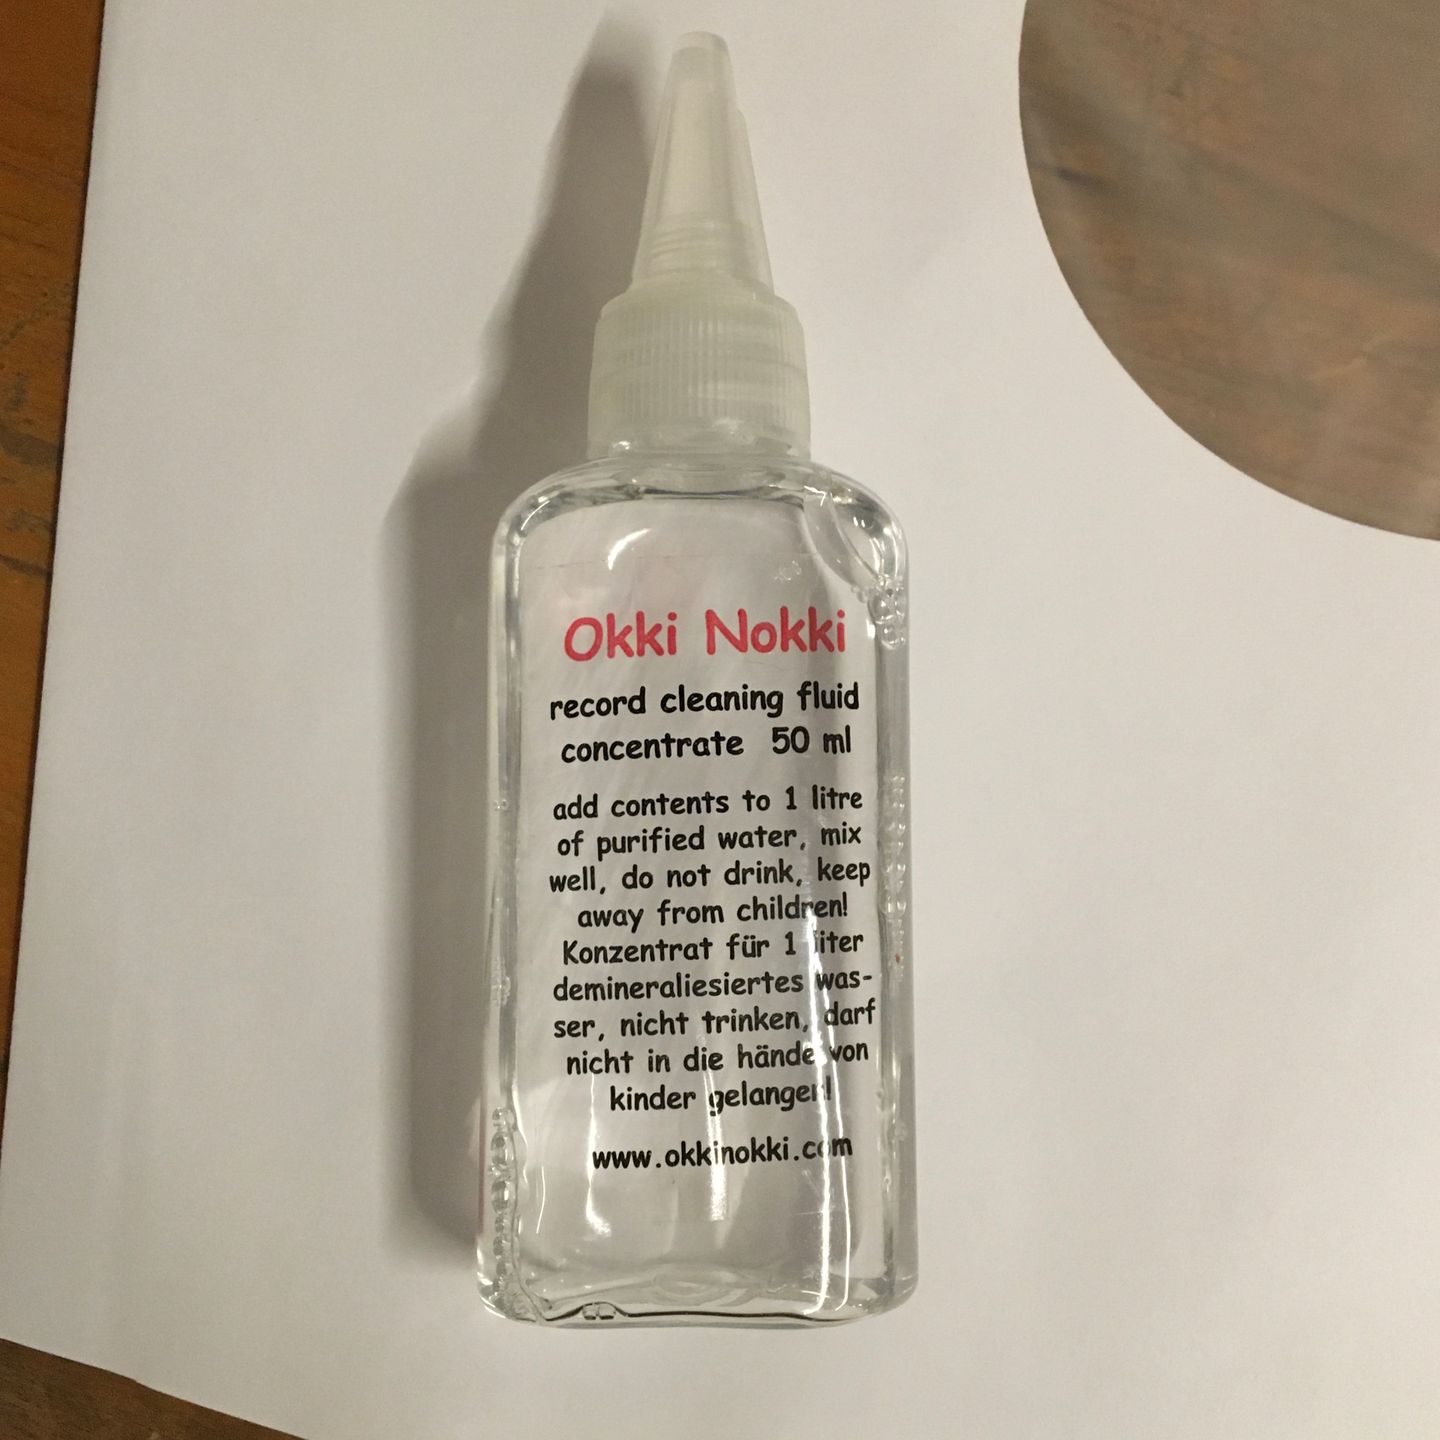 Okki Nokki
record cleaning fluid
concentrate 50 ml
add contents to 1 litre
of purified water, mix
well, do not drink, keep
away from children!
Konzentrat für 1 liter
demineraliesiertes was-
ser, nicht trinken, darf
nicht in die hände von
kinder gelangen!
www.okkinokki.com